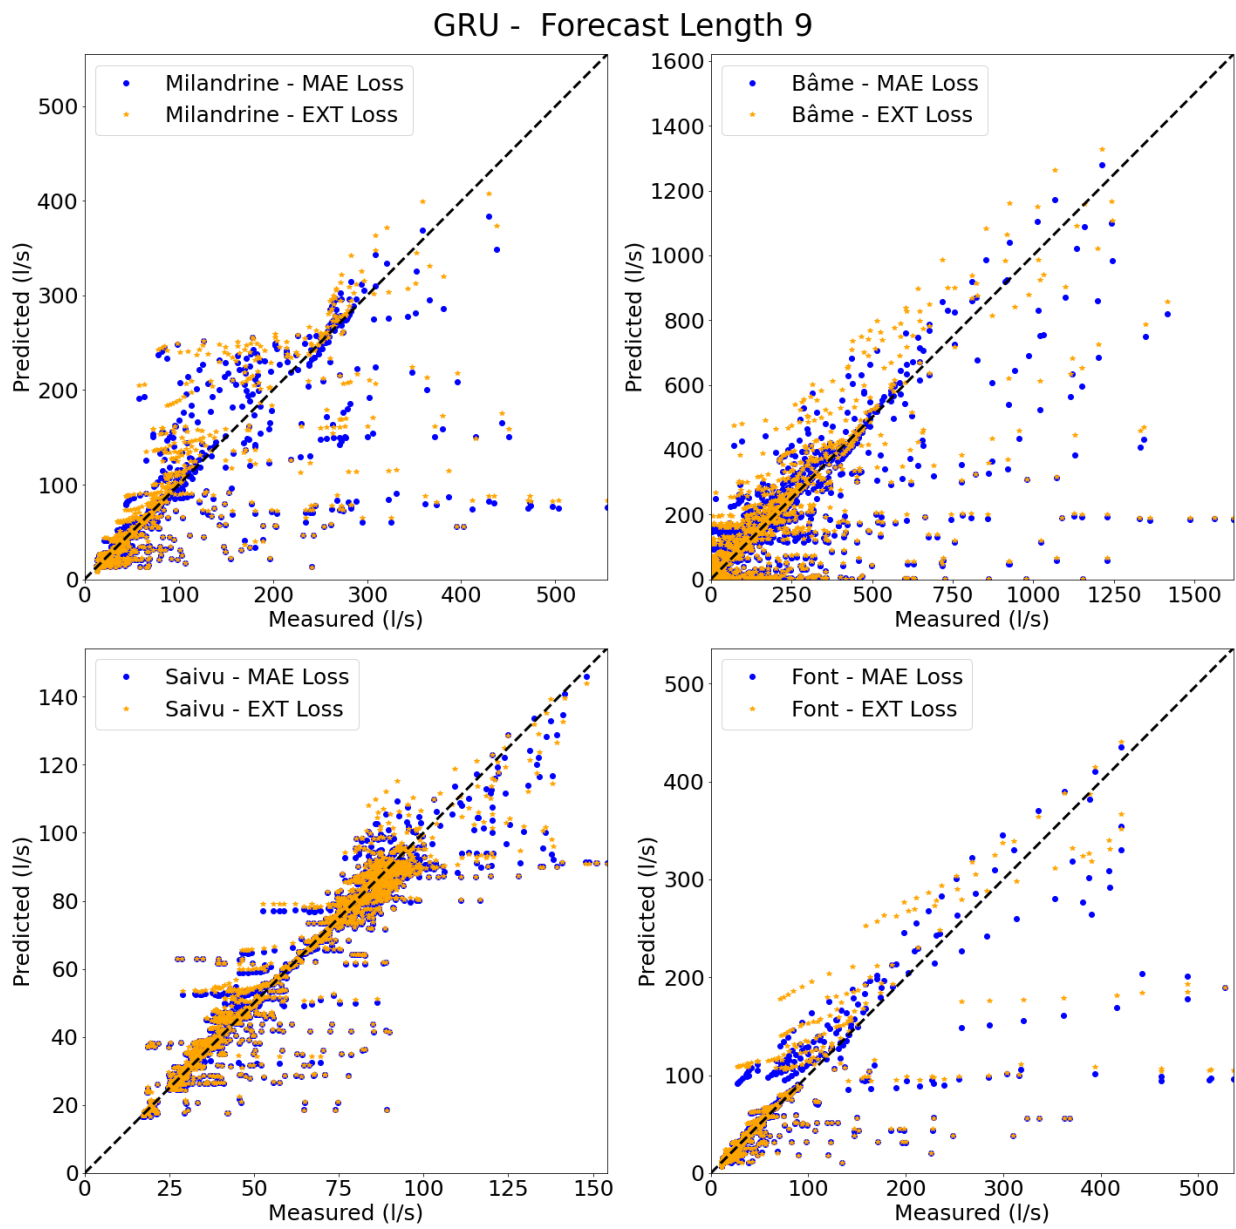 GRU -  Forecast Length 9
Milandrine - MAE Loss
Milandrine - EXT Loss
500
400
300
200
100
0
0 100 200 300 400 500
Predicted (l/s)
Measured (l/s)
Bâme - MAE Loss
Bâme - EXT Loss
1600
1400
1200
1000
800
600
400
200
0
0 250 500 750 1000 1250 1500
Predicted (l/s)
Measured (l/s)
Saivu - MAE Loss
Saivu - EXT Loss
140
120
100
80
60
40
20
0
0 25 50 75 100 125 150
Predicted (l/s)
Measured (l/s)
Font - MAE Loss
Font - EXT Loss
500
400
300
200
100
0
0 100 200 300 400 500
Predicted (l/s)
Measured (l/s)